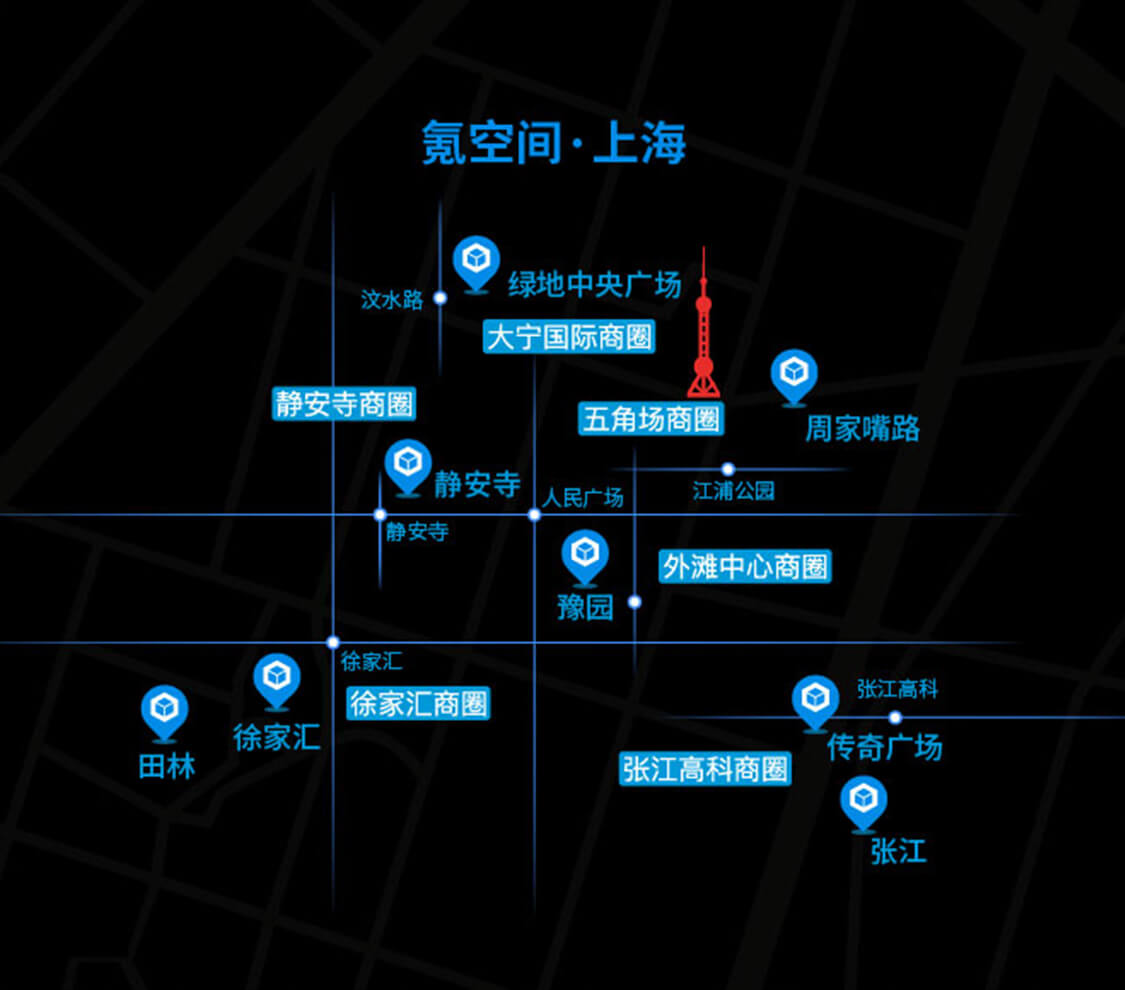 氪空间·上海
绿地中央广场
汶水路
大宁国际商圈
静安寺商圈
五角场商圈
周家嘴路
静安寺
江浦公园
人民广场
静安寺
外滩中心商圈
豫园
徐家汇
张江高科
徐家汇商圈
徐家汇
传奇广场
田林
张江高科商圈
张江